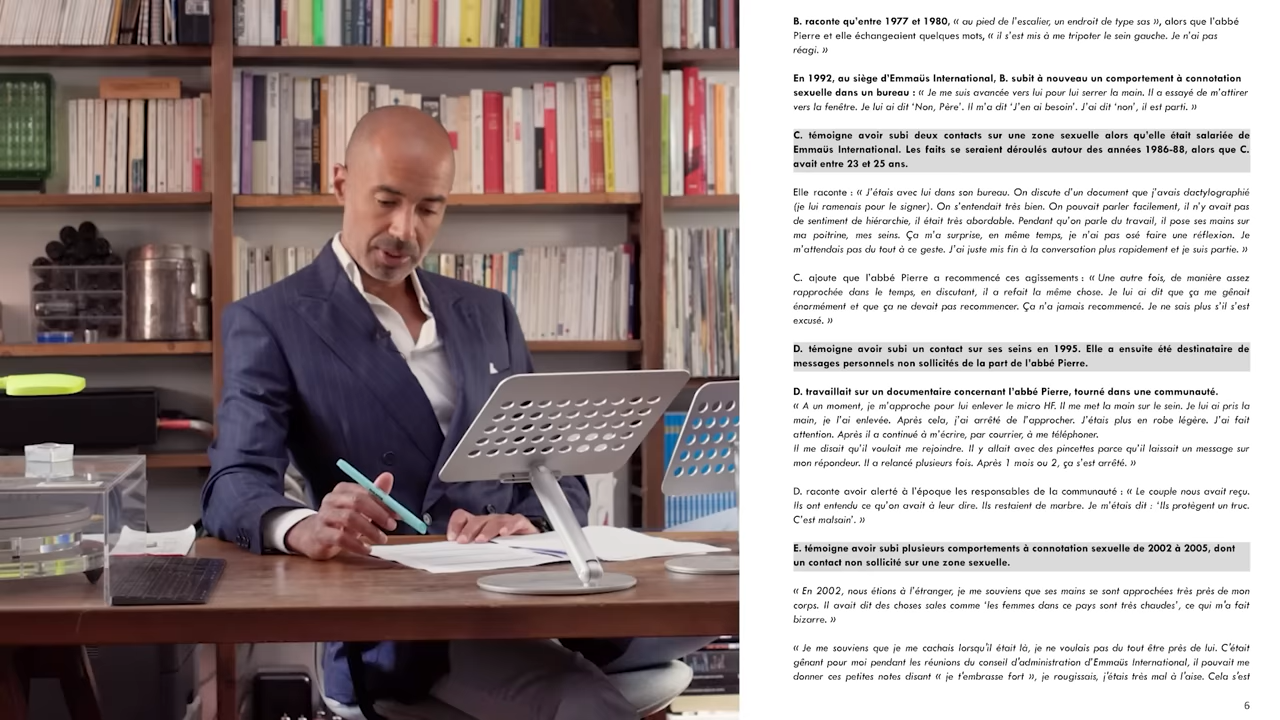 B. raconte qu'entre 1977 et 1980, « au pied de l'escalier, un endroit de type sas », alors que l'abbé
Pierre et elle échangeaient quelques mots, « il s'est mis à me tripoter le sein gauche. Je n'ai pas
réagi. »
En 1992, au siège d'Emmaüs International, B. subit à nouveau un comportement à connotation
sexuelle dans un bureau : « Je me suis avancée vers lui pour lui serrer la main. Il a essayé de m'attirer
vers la fenêtre. Je lui ai dit 'Non, Père'. Il m'a dit 'J'en ai besoin'. J'ai dit 'non', il est parti. »
C. témoigne avoir subi deux contacts sur une zone sexuelle alors qu'elle était salariée de
Emmaüs International. Les faits se seraient déroulés autour des années 1986-88, alors que C.
avait entre 23 et 25 ans.
Elle raconte : « J'étais avec lui dans son bureau. On discute d'un document que j'avais dactylographié
(je lui ramenais pour le signer). On s'entendait très bien. On pouvait parler facilement, il n'y avait pas
de sentiment de hiérarchie, il était très abordable. Pendant qu'on parle du travail, il pose ses mains sur
ma poitrine, mes seins. Ça m'a surprise, en même temps, je n'ai pas osé faire une réflexion. Je
m'attendais pas du tout à ce geste. J'ai juste mis fin à la conversation plus rapidement et je suis partie. »
C. ajoute que l'abbé Pierre a recommencé ces agissements : « Une autre fois, de manière assez
rapprochée dans le temps, en discutant, il a refait la même chose. Je lui ai dit que ça me gênait
énormément et que ça ne devait pas recommencer. Ça n'a jamais recommencé. Je ne sais plus s'il s'est
excusé. »
D. témoigne avoir subi un contact sur ses seins en 1995. Elle a ensuite été destinataire de
messages personnels non sollicités de la part de l'abbé Pierre.
D. travaillait sur un documentaire concernant l'abbé Pierre, tourné dans une communauté.
« A un moment, je m'approche pour lui enlever le micro HF. Il me met la main sur le sein. Je lui ai pris la
main, je l'ai enlevée. Après cela, j'ai arrêté de l'approcher. J'étais plus en robe légère. J'ai fait
attention. Après il a continué à m'écrire, par courrier, à me téléphoner.
Il me disait qu'il voulait me rejoindre. Il y allait avec des pincettes parce qu'il laissait un message sur
mon répondeur. Il a relancé plusieurs fois. Après 1 mois ou 2, ça s'est arrêté. »
D. raconte avoir alerté à l'époque les responsables de la communauté : « Le couple nous avait reçu.
Ils ont entendu ce qu'on avait à leur dire. Ils restaient de marbre. Je m'étais dit : 'Ils protègent un truc.
C'est malsain'. »
E. témoigne avoir subi plusieurs comportements à connotation sexuelle de 2002 à 2005, dont
un contact non sollicité sur une zone sexuelle.
« En 2002, nous étions à l'étranger, je me souviens que ses mains se sont approchées très près de mon
corps. Il avait dit des choses sales comme 'les femmes dans ce pays sont très chaudes', ce qui m'a fait
bizarre. »
« Je me souviens que je me cachais lorsqu'il était là, je ne voulais pas du tout être près de lui. C'était
gênant pour moi pendant les réunions du conseil d'administration d'Emmaüs International, il pouvait me
donner ces petites notes disant « je t'embrasse fort », je rougissais, j'étais très mal à l'aise. Cela s'est
6